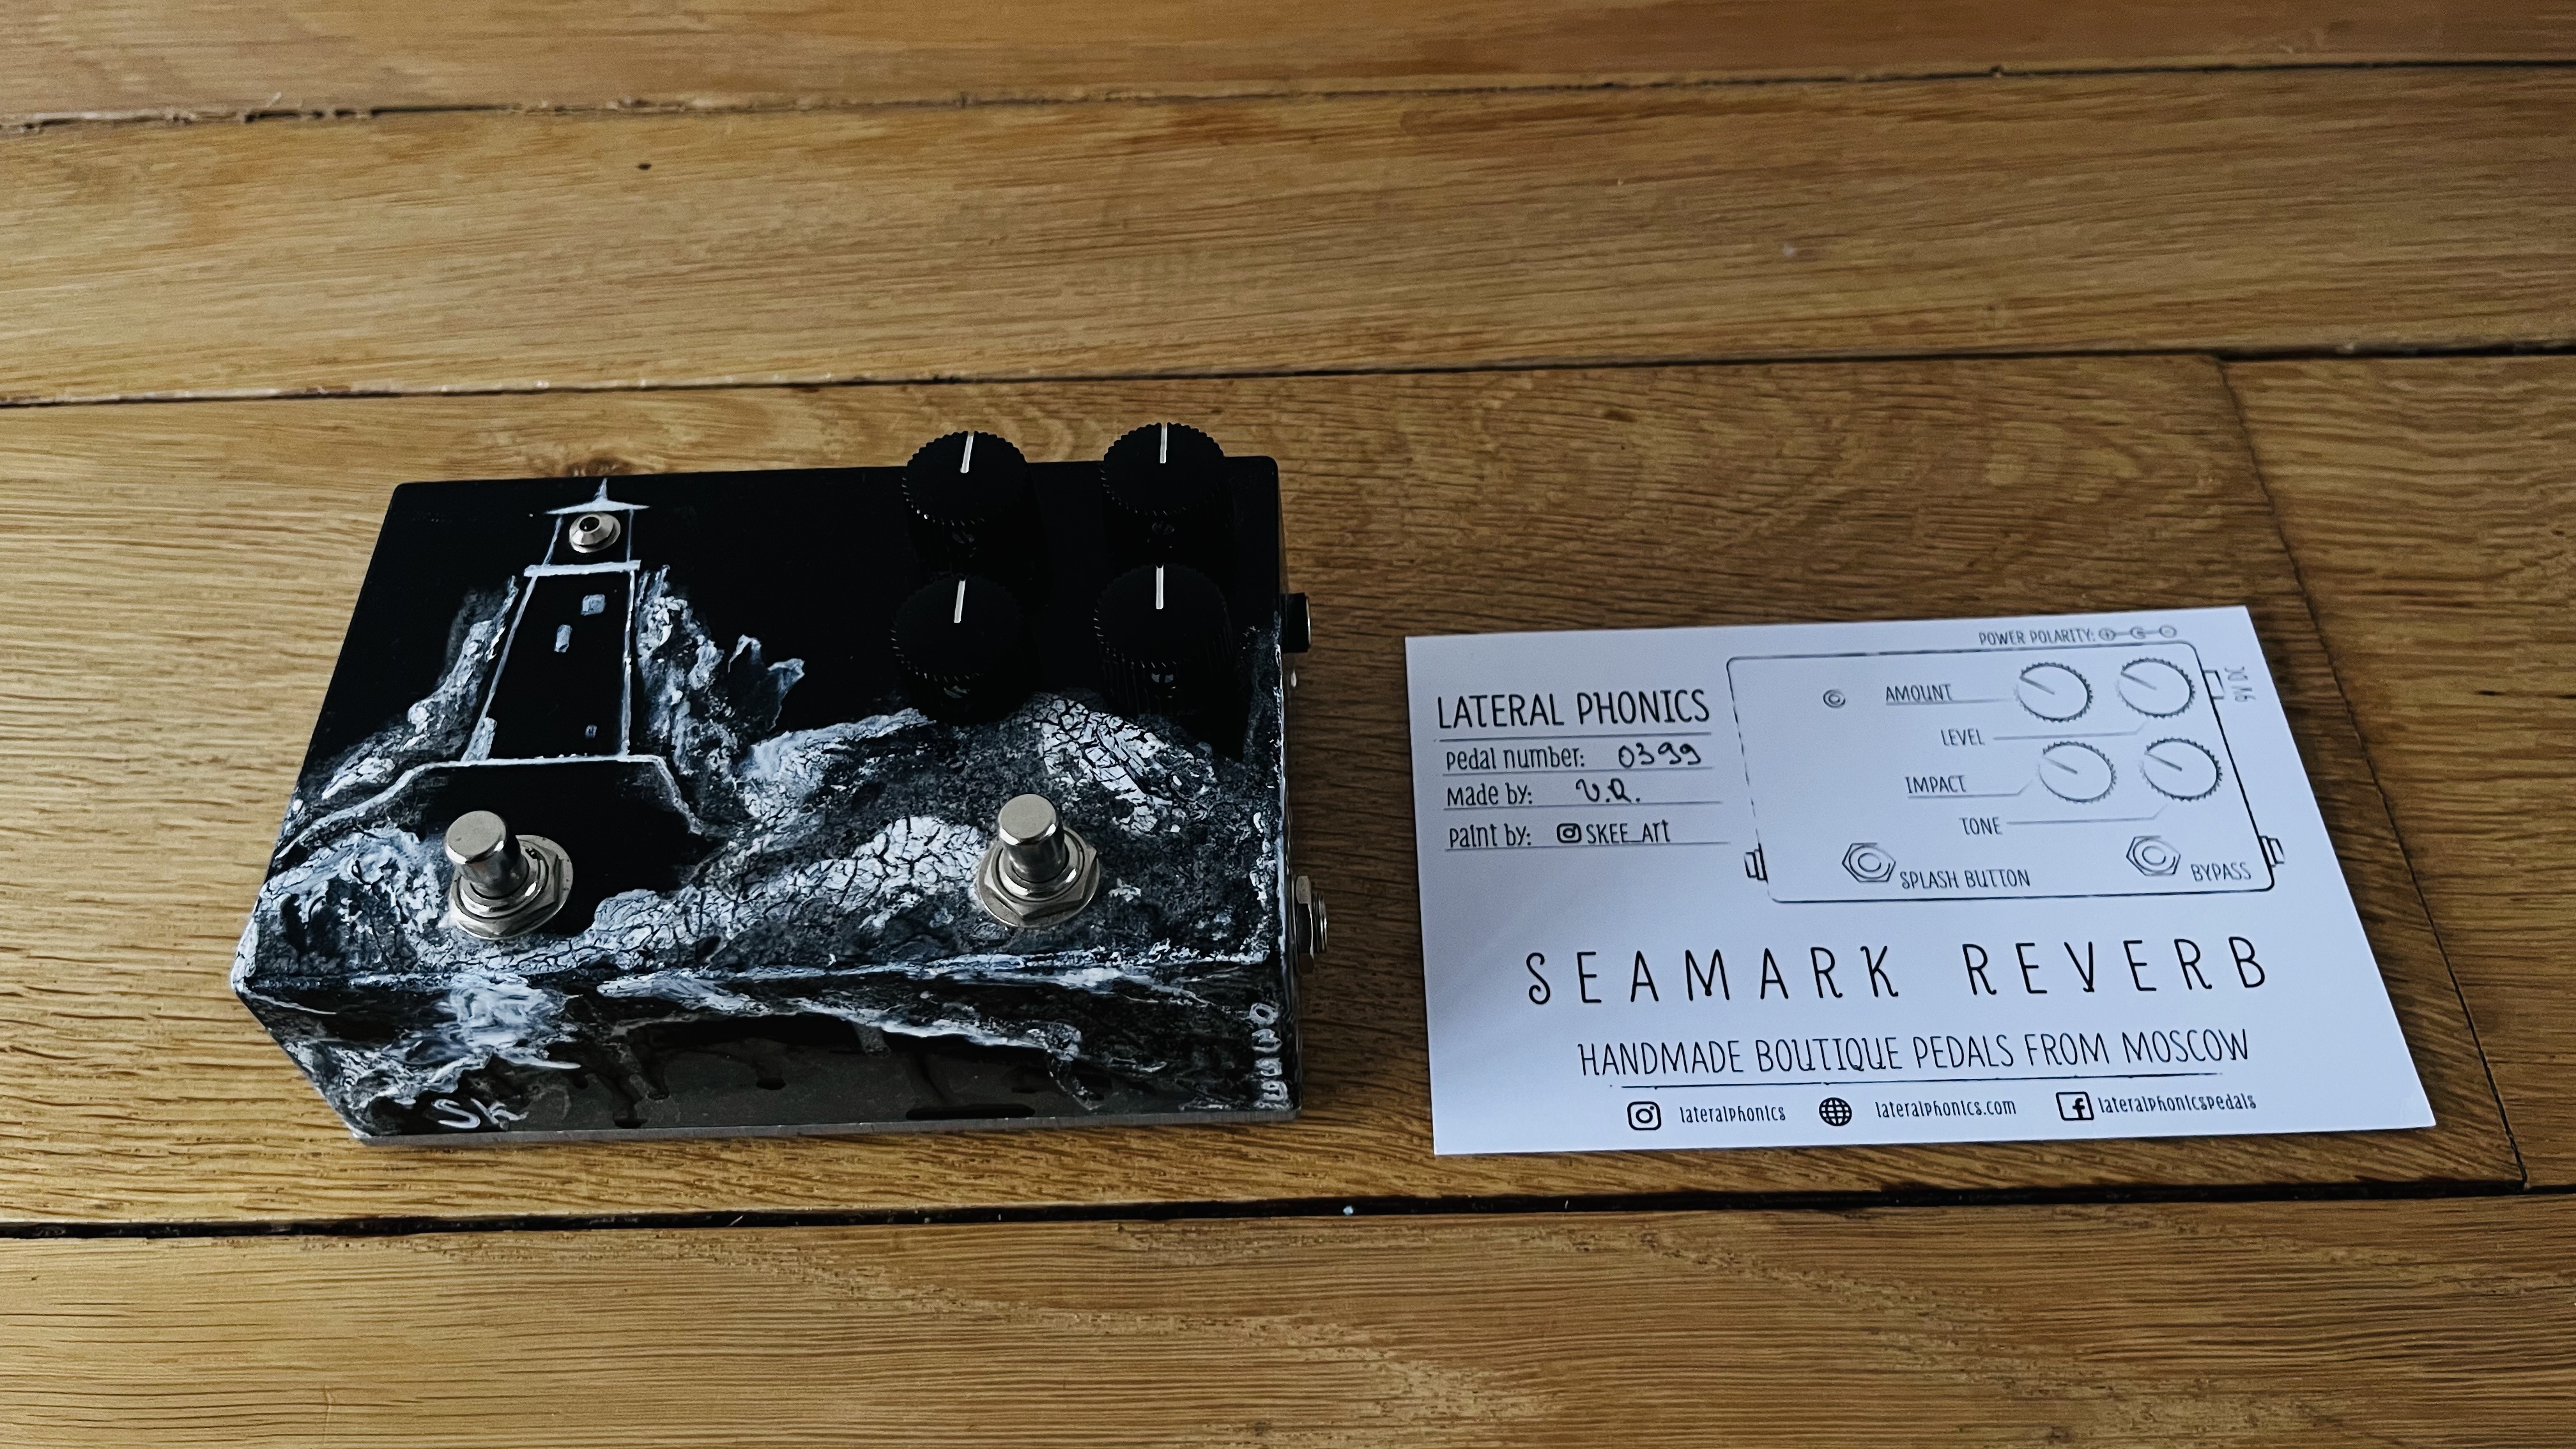 SK
LATERAL PHONICS
pedal number: 0399
made by: V.R.
paint by: SKEE_ART
POWER POLARITY:
9V DC
AMOUNT
LEVEL
IMPACT
TONE
SPLASH BUTTON
BYPASS
SEAMARK REVERB
HANDMADE BOUTIQUE PEDALS FROM MOSCOW
lateralphonics
lateralphonics.com
lateralphonicspedals